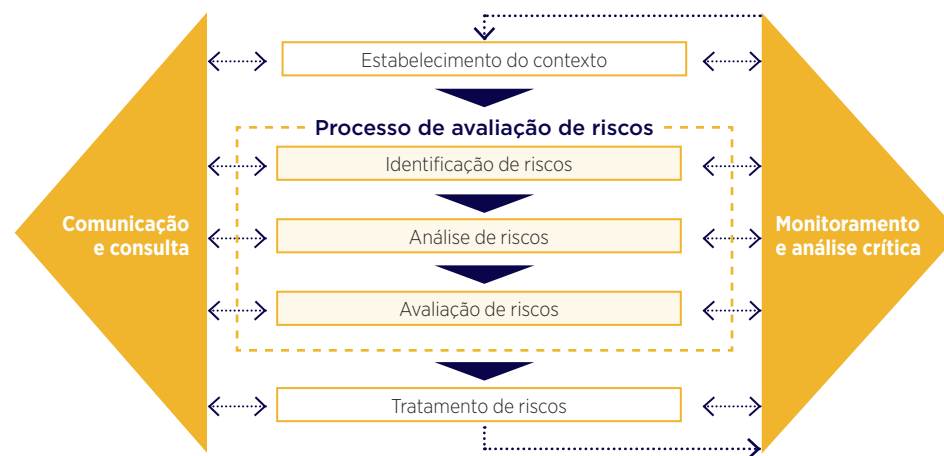 Estabelecimento do contexto
Processo de avaliação de riscos
Identificação de riscos
Comunicação
e consulta
Análise de riscos
Monitoramento
e análise crítica
Avaliação de riscos
Tratamento de riscos